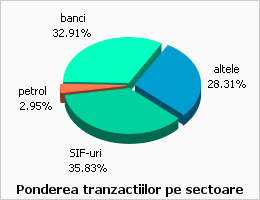 banci
32.91%
altele
28.31%
petrol
2.95%
SIF-uri
35.83%
Ponderea tranzactiilor pe sectoare